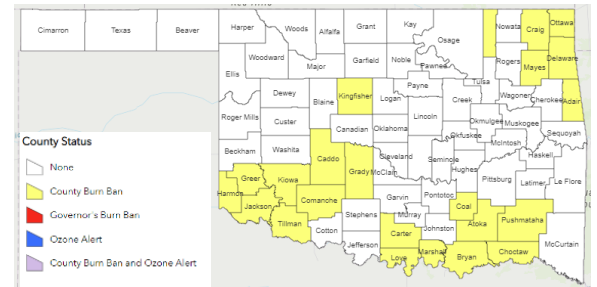 Cimarron Texas Beaver Harper Woods Alfalfa Grant Kay Osage Nowata Craig Ottawa
Woodward Major Garfield Noble Pawnee Rogers Mayes Delaware
Ellis Dewey Blaine Kingfisher Logan Payne Creek Tulsa Wagoner Cherokee Adair
Roger Mills Custer Canadian Oklahoma Lincoln Okmulgee Muskogee
Okfuskee McIntosh Sequoyah
Beckham Washita Caddo Grady McClain Cleveland Seminole Hughes Haskell
Greer Kiowa Pittsburg Latimer Le Flore
Harmon Jackson Comanche Garvin Pontotoc Coal
Tillman Cotton Stephens Murray Johnston Atoka Pushmataha
Jefferson Carter Love Marshall Bryan Choctaw McCurtain
County Status
None
County Burn Ban
Governor's Burn Ban
Ozone Alert
County Burn Ban and Ozone Alert